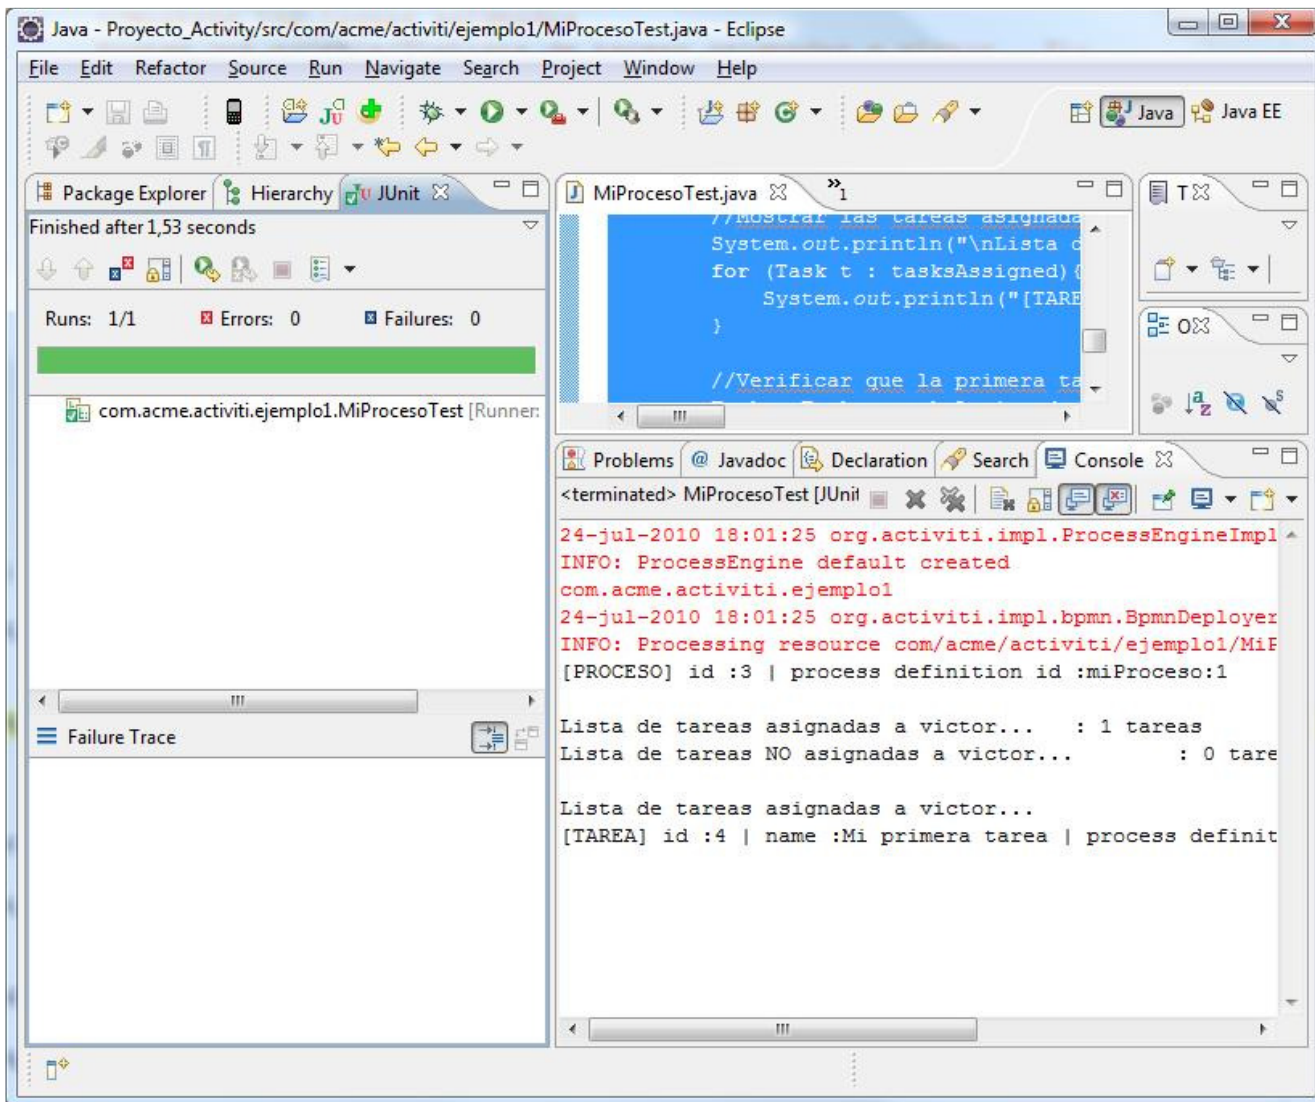 Java - Proyecto_Activity/src/com/acme/activiti/ejemplo1/MiProcesoTest.java - Eclipse
File Edit Refactor Source Run Navigate Search Project Window Help
Java Java EE
Package Explorer Hierarchy JUnit
Finished after 1,53 seconds
Runs: 1/1 Errors: 0 Failures: 0
com.acme.activiti.ejemplo1.MiProcesoTest [Runner:
Failure Trace
MiProcesoTest.java »1
//Mostrar las tareas asignada
System.out.println("\nLista d
for (Task t : tasksAssigned){
System.out.println("[TARE
}
//Verificar que la primera ta
T
O
Problems @ Javadoc Declaration Search Console
<terminated> MiProcesoTest [JUnit
24-jul-2010 18:01:25 org.activiti.impl.ProcessEngineImpl
INFO: ProcessEngine default created
com.acme.activiti.ejemplo1
24-jul-2010 18:01:25 org.activiti.impl.bpmn.BpmnDeployer
INFO: Processing resource com/acme/activiti/ejemplo1/MiP
[PROCESO] id :3 | process definition id :miProceso:1
Lista de tareas asignadas a victor... : 1 tareas
Lista de tareas NO asignadas a victor... : 0 tare
Lista de tareas asignadas a victor...
[TAREA] id :4 | name :Mi primera tarea | process definit